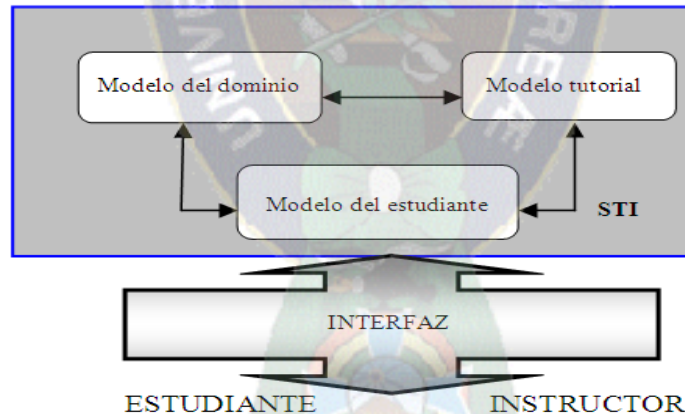 Modelo del dominio
Modelo tutorial
Modelo del estudiante
STI
INTERFAZ
ESTUDIANTE
INSTRUCTOR